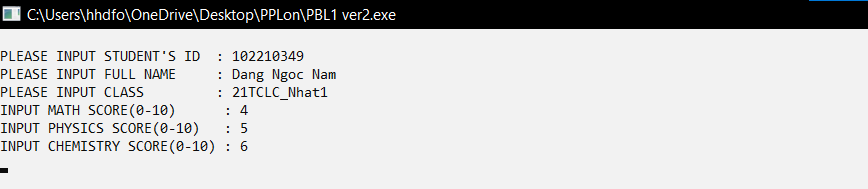 C:\Users\hhdfo\OneDrive\Desktop\PPLon\PBL1 ver2.exe
PLEASE INPUT STUDENT'S ID  : 102210349
PLEASE INPUT FULL NAME     : Dang Ngoc Nam
PLEASE INPUT CLASS         : 21TCLC_Nhat1
INPUT MATH SCORE(0-10)      : 4
INPUT PHYSICS SCORE(0-10)   : 5
INPUT CHEMISTRY SCORE(0-10) : 6